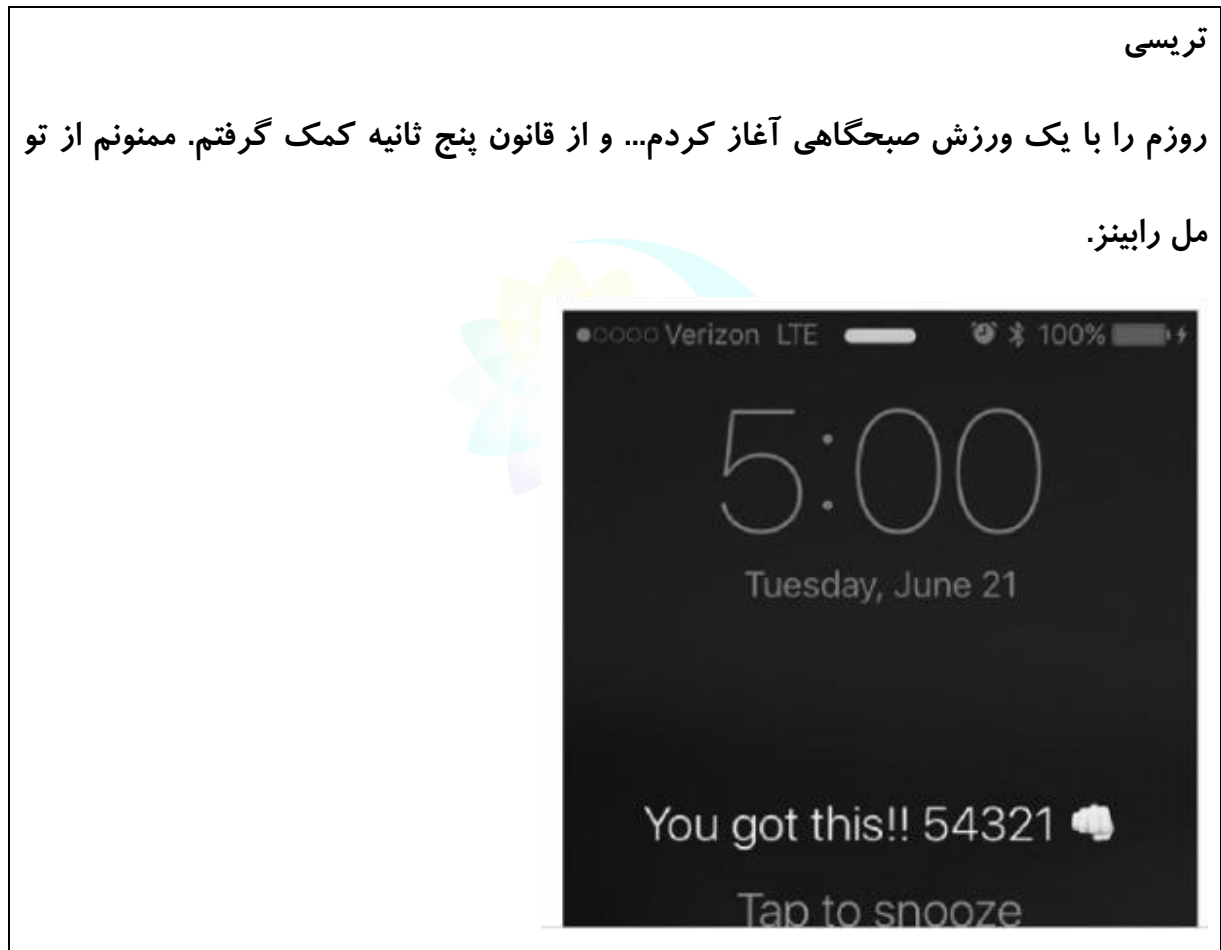 تریسی
روزم را با یک ورزش صبحگاهی آغاز کردم... و از قانون پنج ثانیه کمک گرفتم. ممنونم از تو
مل رابینز.
Verizon LTE 100%
5:00
Tuesday, June 21
You got this!! 54321 👊
Tap to snooze